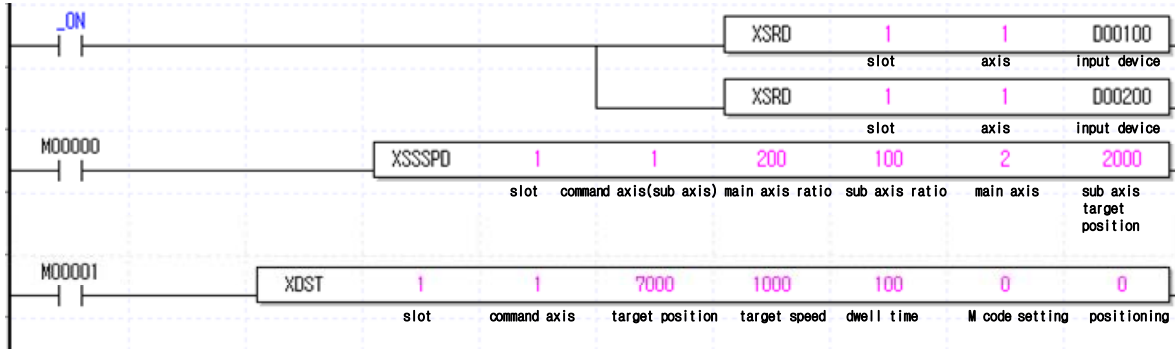 _ON
XSRD 1 1 D00100
slot axis input device
XSRD 1 1 D00200
slot axis input device
M00000
XSSSPD 1 1 200 100 2 2000
slot command axis(sub axis) main axis ratio sub axis ratio main axis sub axis
target
position
M00001
XDST 1 1 7000 1000 100 0 0
slot command axis target position target speed dwell time M code setting positioning